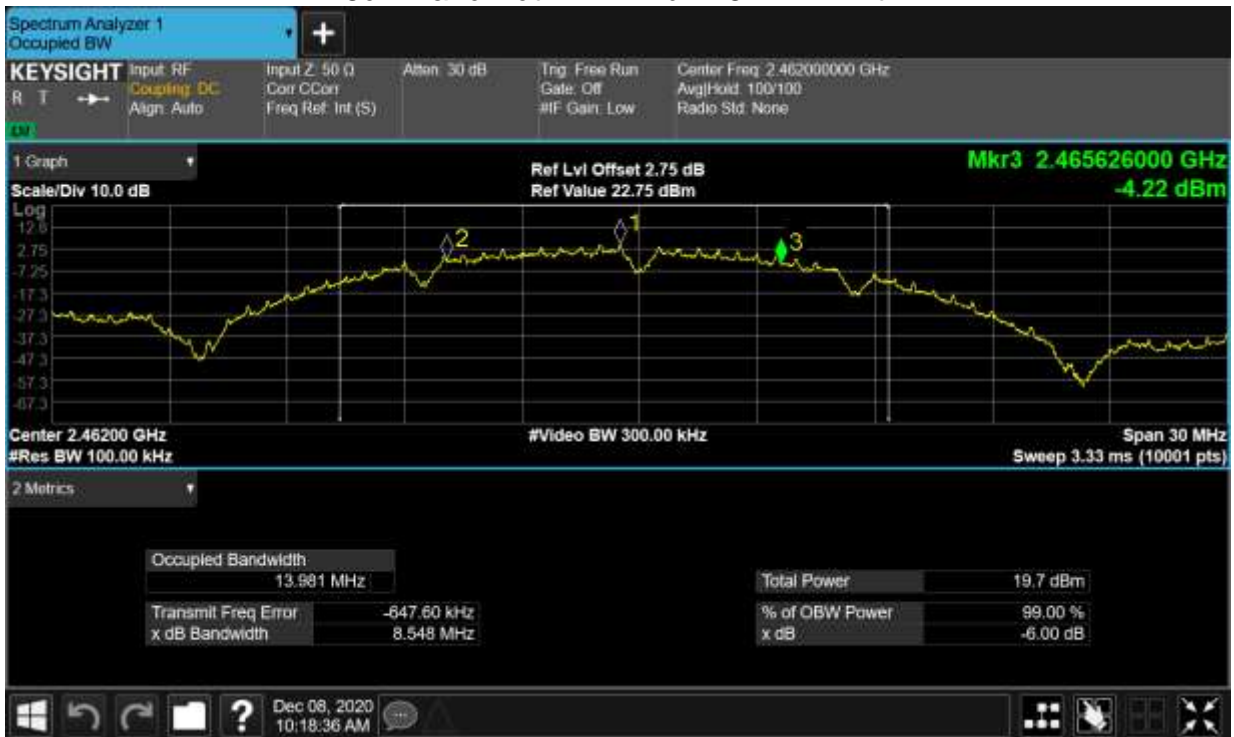 Spectrum Analyzer 1
Occupied BW
+
KEYSIGHT
R T
Input: RF
Coupling: DC
Align: Auto
Input Z: 50 Ω
Corr CCorr
Freq Ref: Int (S)
Atten: 30 dB
Trig: Free Run
Gate: Off
#IF Gain: Low
Center Freq: 2.462000000 GHz
Avg|Hold: 100/100
Radio Std: None
1 Graph
Scale/Div 10.0 dB
Ref Lvl Offset 2.75 dB
Ref Value 22.75 dBm
Mkr3 2.465626000 GHz
-4.22 dBm
Log
12.8
2.75
-7.25
-17.3
-27.3
-37.3
-47.3
-57.3
-67.3
2
1
3
Center 2.46200 GHz
#Res BW 100.00 kHz
#Video BW 300.00 kHz
Span 30 MHz
Sweep 3.33 ms (10001 pts)
2 Metrics
Occupied Bandwidth
13.981 MHz
Transmit Freq Error -647.60 kHz
x dB Bandwidth 8.548 MHz
Total Power 19.7 dBm
% of OBW Power 99.00 %
x dB -6.00 dB
?
Dec 08, 2020
10:18:36 AM